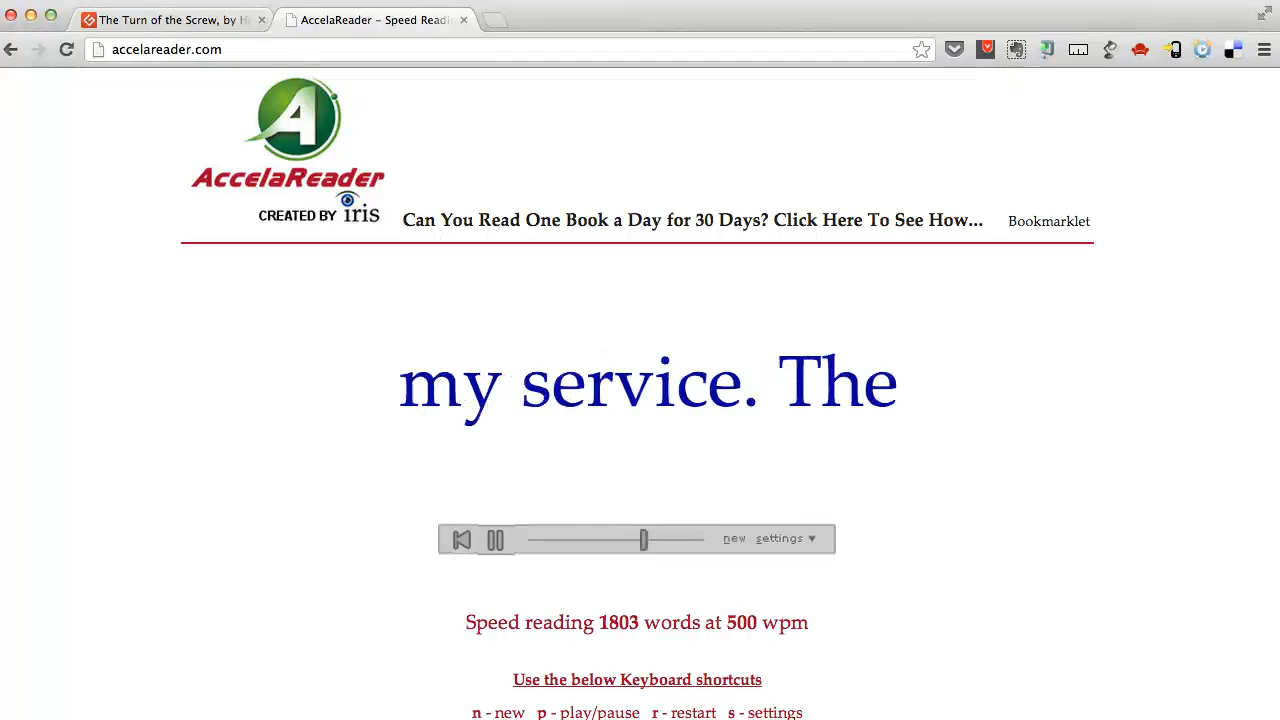 The Turn of the Screw, by H
AccelaReader – Speed Readi
accelareader.com
A
AccelaReader
CREATED BY iris
Can You Read One Book a Day for 30 Days? Click Here To See How...
Bookmarklet
my service. The
new settings ▼
Speed reading 1803 words at 500 wpm
Use the below Keyboard shortcuts
n - new p - play/pause r - restart s - settings